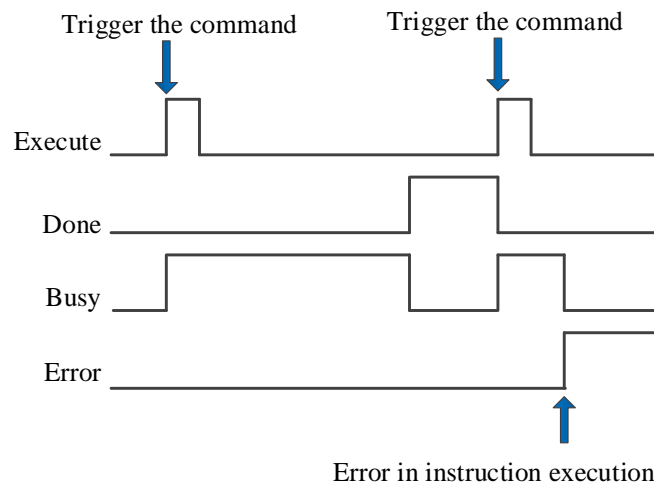 Trigger the command
Trigger the command
Execute
Done
Busy
Error
Error in instruction execution